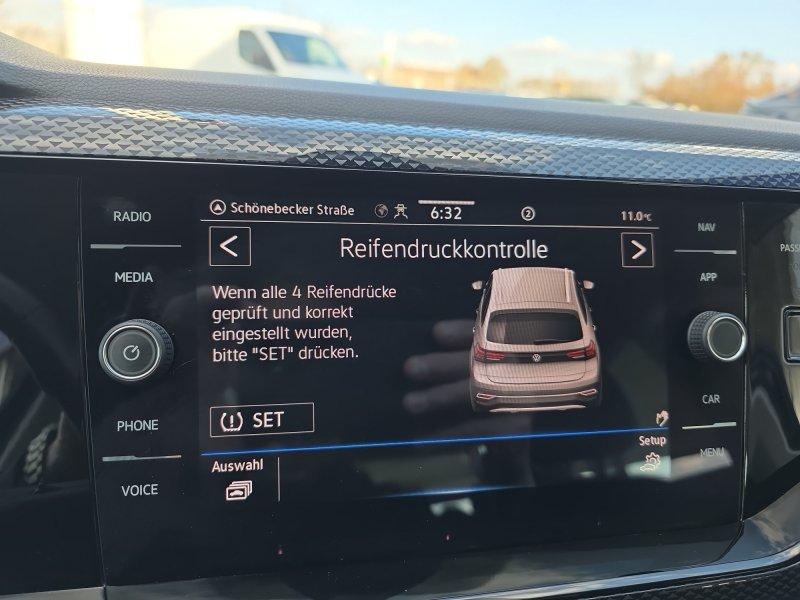 Schönebecker Straße 6:32 2 11.0°C
RADIO
NAV
Reifendruckkontrolle
MEDIA
APP
Wenn alle 4 Reifendrücke
geprüft und korrekt
eingestellt wurden,
bitte "SET" drücken.
SET
PHONE
CAR
Auswahl
Setup
MENU
VOICE